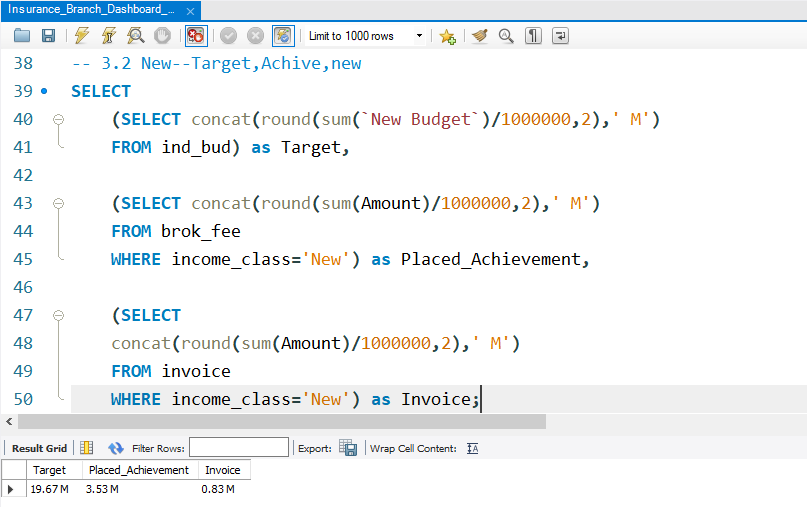 Insurance_Branch_Dashboard_...
Limit to 1000 rows
38 -- 3.2 New--Target,Achive,new
39 SELECT
40 (SELECT concat(round(sum(`New Budget`)/1000000,2),' M')
41 FROM ind_bud) as Target,
42
43 (SELECT concat(round(sum(Amount)/1000000,2),' M')
44 FROM brok_fee
45 WHERE income_class='New') as Placed_Achievement,
46
47 (SELECT
48 concat(round(sum(Amount)/1000000,2),' M')
49 FROM invoice
50 WHERE income_class='New') as Invoice;
Result Grid Filter Rows: Export: Wrap Cell Content:
Target Placed_Achievement Invoice
19.67 M 3.53 M 0.83 M